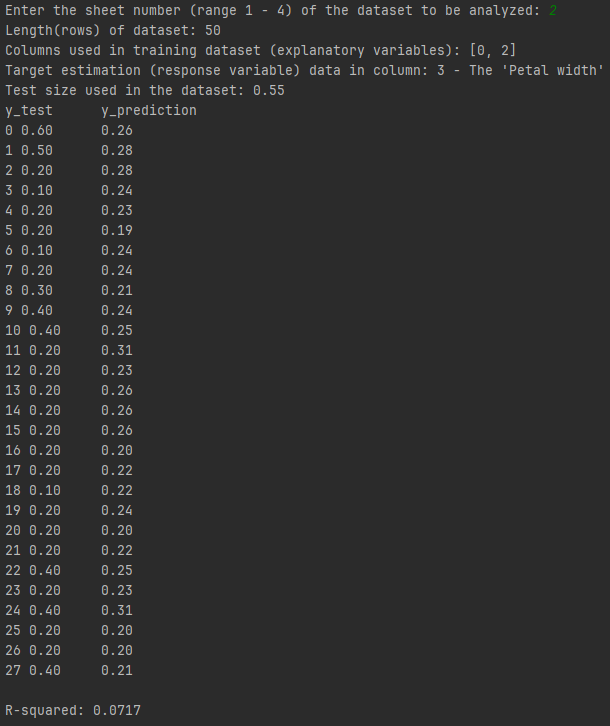 Enter the sheet number (range 1 - 4) of the dataset to be analyzed: 2
Length(rows) of dataset: 50
Columns used in training dataset (explanatory variables): [0, 2]
Target estimation (response variable) data in column: 3 - The 'Petal width'
Test size used in the dataset: 0.55
y_test      y_prediction
0 0.60      0.26
1 0.50      0.28
2 0.20      0.28
3 0.10      0.24
4 0.20      0.23
5 0.20      0.19
6 0.10      0.24
7 0.20      0.24
8 0.30      0.21
9 0.40      0.24
10 0.40     0.25
11 0.20     0.31
12 0.20     0.23
13 0.20     0.26
14 0.20     0.26
15 0.20     0.26
16 0.20     0.20
17 0.20     0.22
18 0.10     0.22
19 0.20     0.24
20 0.20     0.20
21 0.20     0.22
22 0.40     0.25
23 0.20     0.23
24 0.40     0.31
25 0.20     0.20
26 0.20     0.20
27 0.40     0.21
R-squared: 0.0717